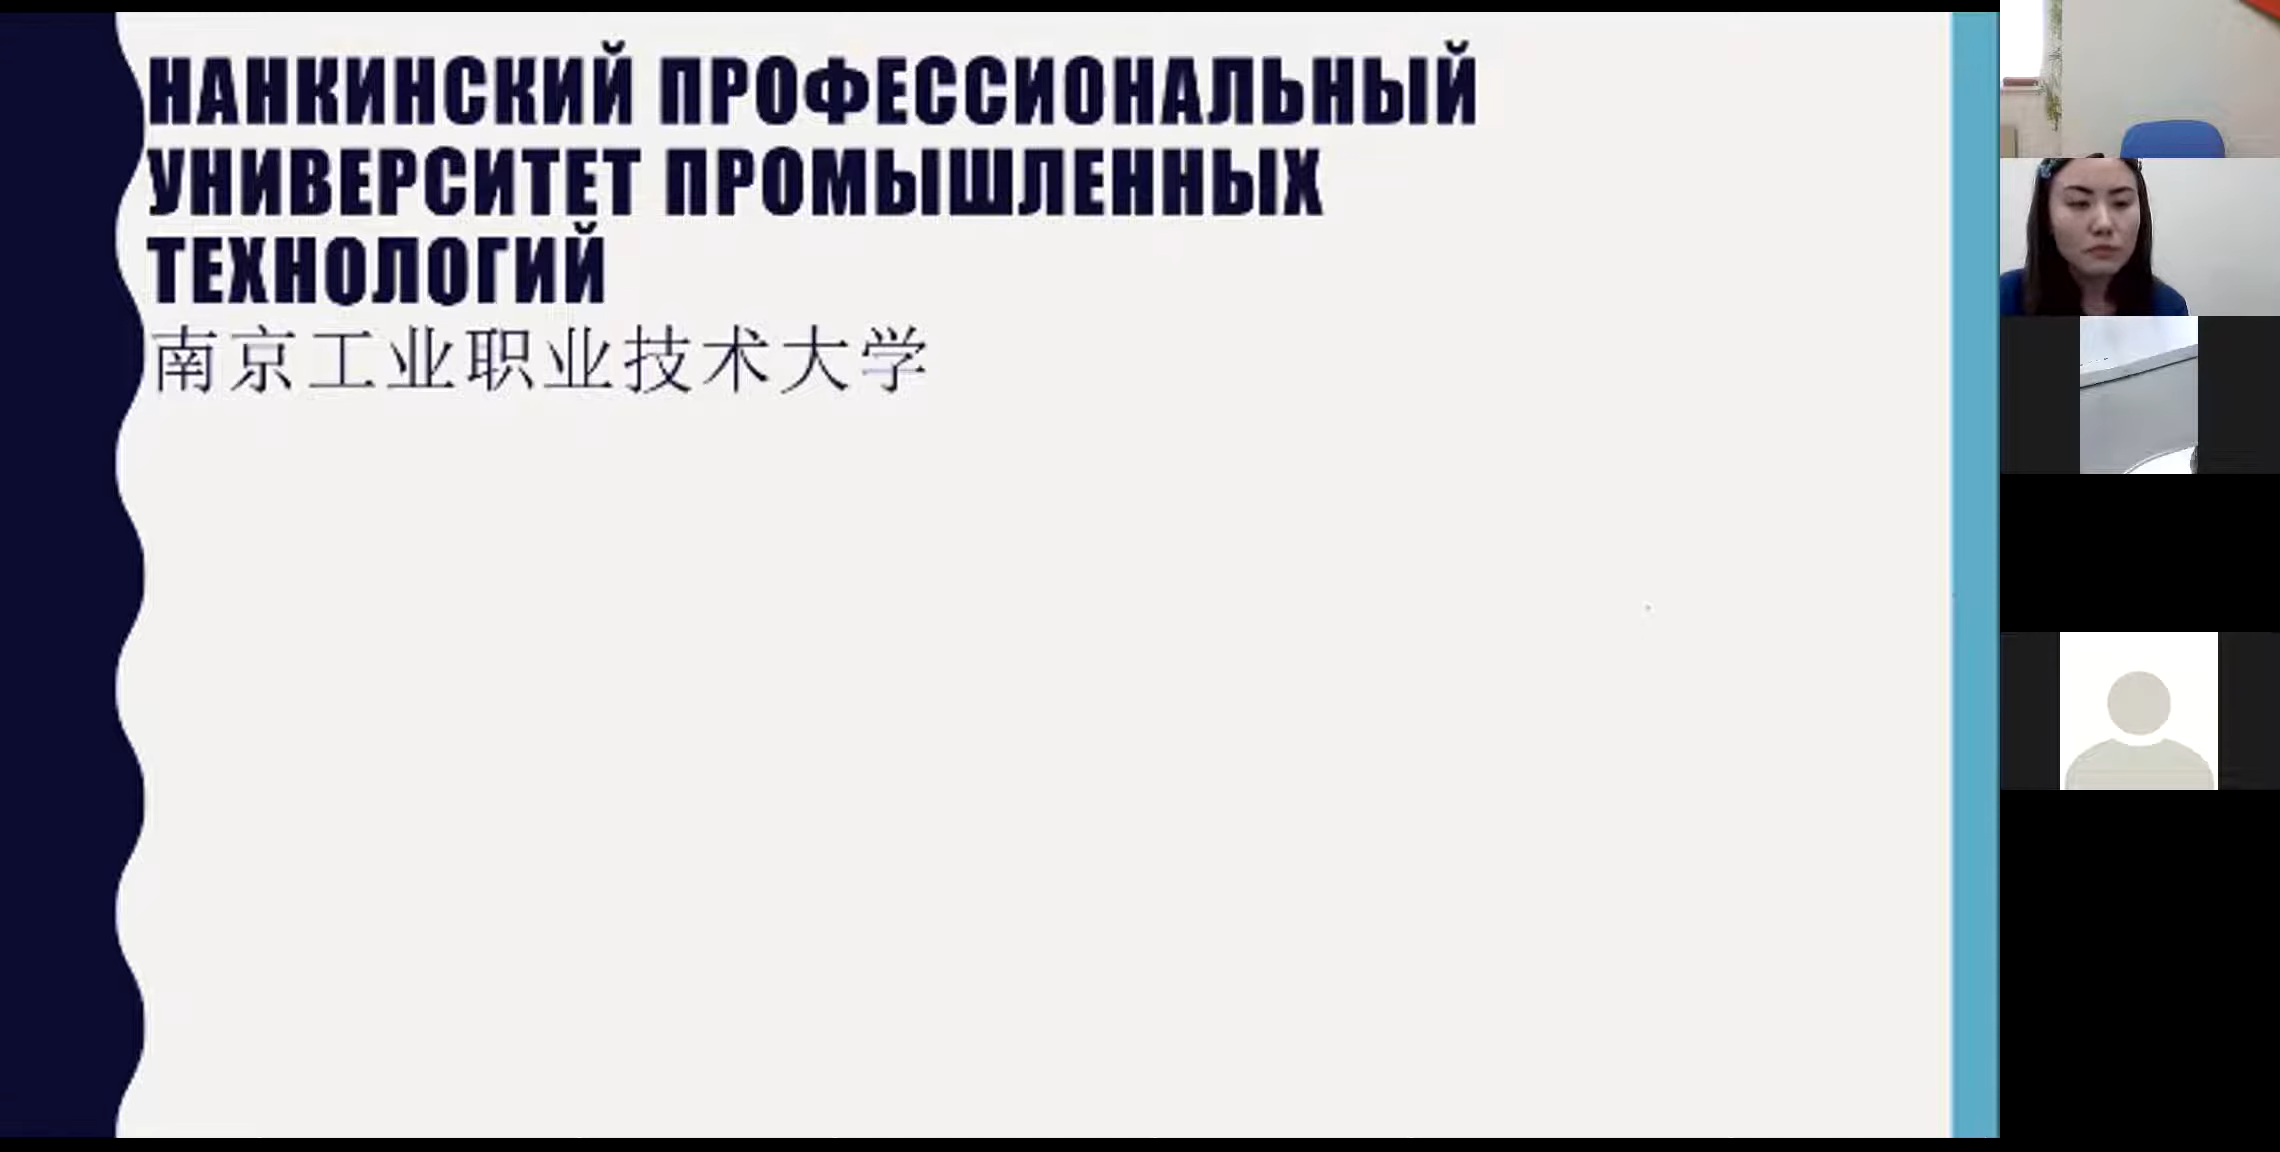 НАНКИНСКИЙ ПРОФЕССИОНАЛЬНЫЙ
УНИВЕРСИТЕТ ПРОМЫШЛЕННЫХ
ТЕХНОЛОГИЙ
南京工业职业技术大学